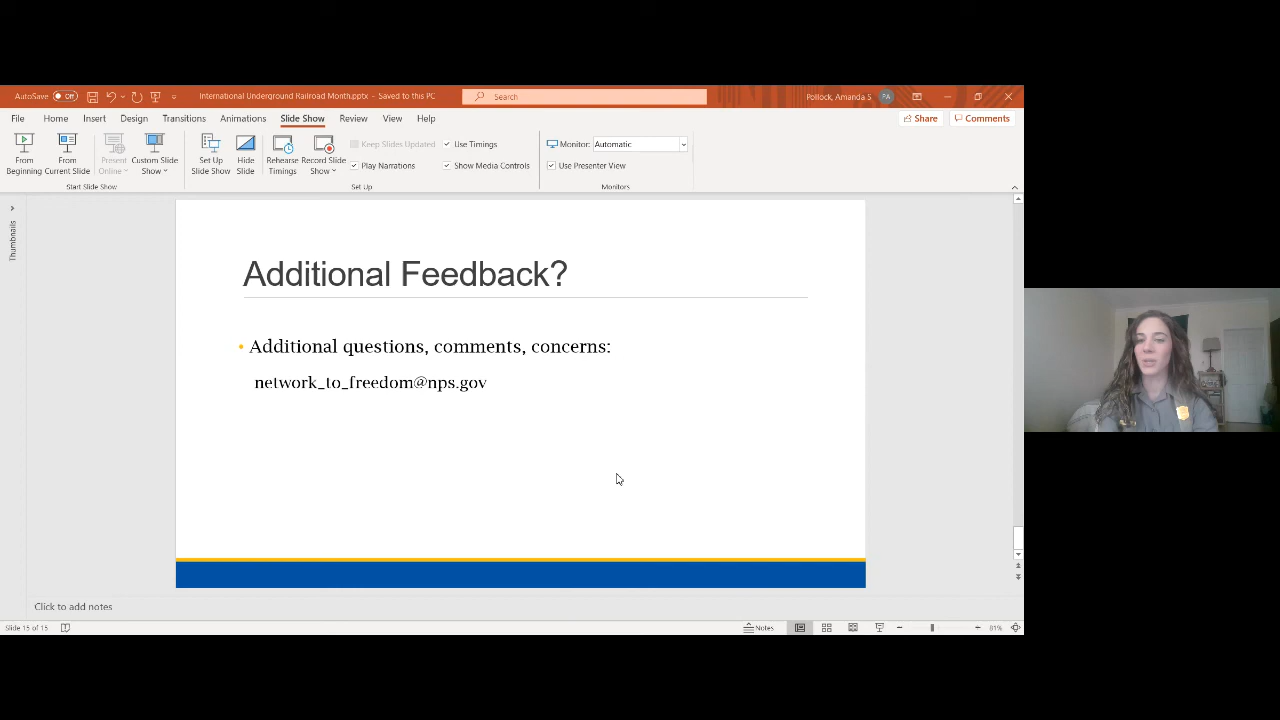 AutoSave Off
International Underground Railroad Month.pptx - Saved to this PC
Search
Pollock, Amanda S PA
File Home Insert Design Transitions Animations Slide Show Review View Help
Share Comments
From Beginning
From Current Slide
Present Online
Custom Slide Show
Start Slide Show
Set Up Slide Show
Hide Slide
Rehearse Timings
Record Slide Show
Keep Slides Updated
Play Narrations
Use Timings
Show Media Controls
Set Up
Monitor: Automatic
Use Presenter View
Monitors
Thumbnails
Additional Feedback?
• Additional questions, comments, concerns:
network_to_freedom@nps.gov
Click to add notes
Slide 15 of 15
Notes
81%